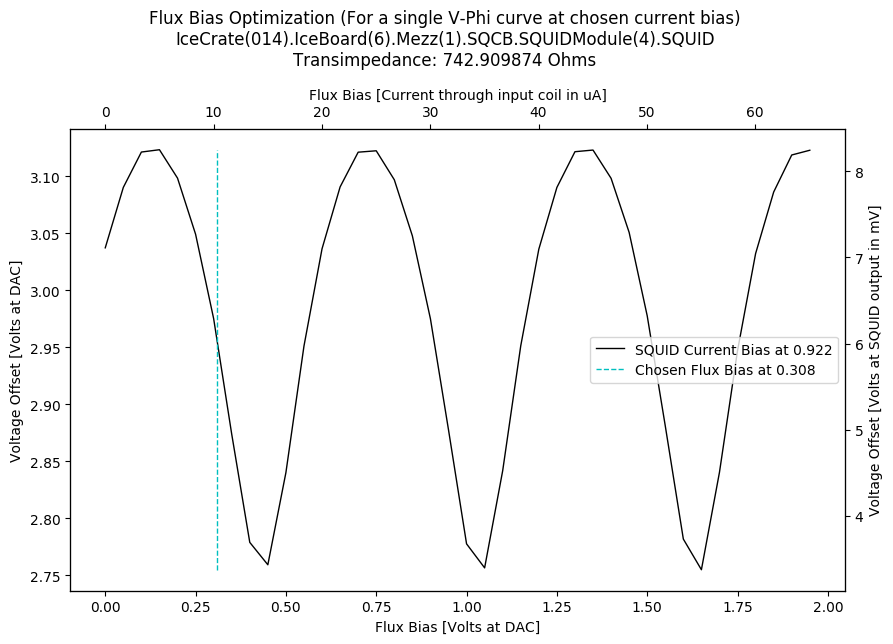 Flux Bias Optimization (For a single V-Phi curve at chosen current bias)
IceCrate(014).IceBoard(6).Mezz(1).SQCB.SQUIDModule(4).SQUID
Transimpedance: 742.909874 Ohms
Flux Bias [Current through input coil in uA]
0 10 20 30 40 50 60
Voltage Offset [Volts at DAC]
3.10
3.05
3.00
2.95
2.90
2.85
2.80
2.75
SQUID Current Bias at 0.922
Chosen Flux Bias at 0.308
8
7
6
5
4
Voltage Offset [Volts at SQUID output in mV]
0.00 0.25 0.50 0.75 1.00 1.25 1.50 1.75 2.00
Flux Bias [Volts at DAC]